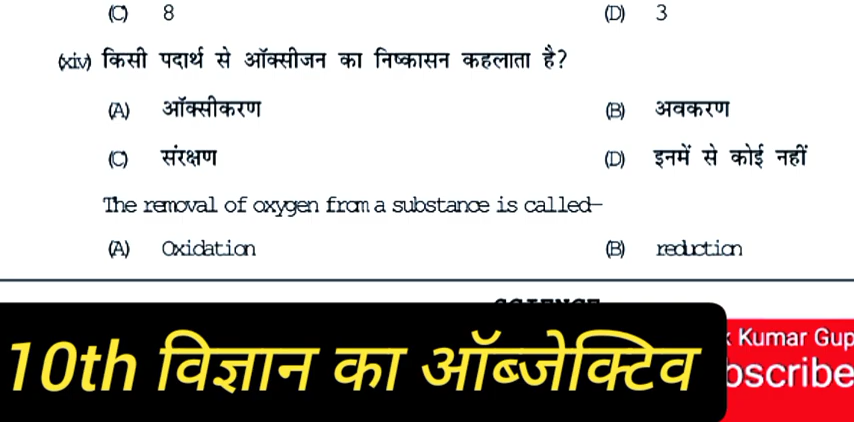 (C) 8 (D) 3
(xiv) किसी पदार्थ से ऑक्सीजन का निष्कासन कहलाता है?
(A) ऑक्सीकरण (B) अवकरण
(C) संरक्षण (D) इनमें से कोई नहीं
The removal of oxygen from a substance is called—
(A) Oxidation (B) reduction
10th विज्ञान का ऑब्जेक्टिव
Kumar Gup
bscribe